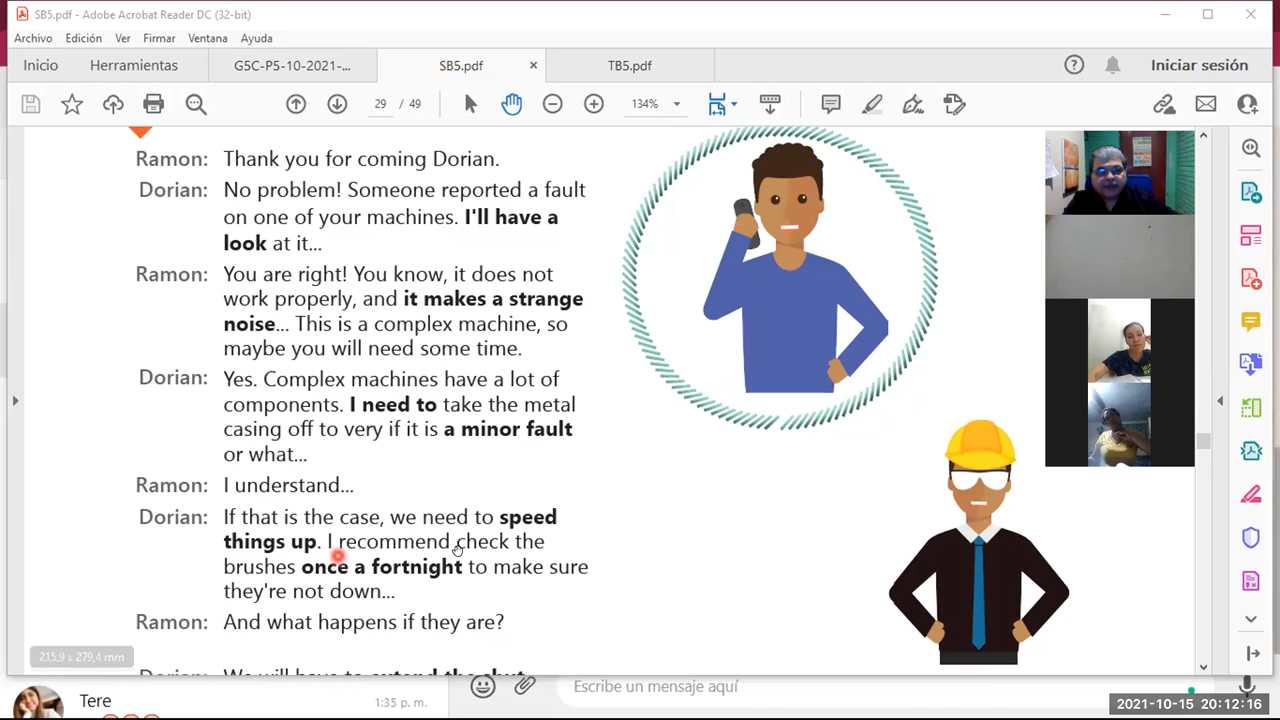 SB5.pdf - Adobe Acrobat Reader DC (32-bit)
Archivo Edición Ver Firmar Ventana Ayuda
Inicio Herramientas G5C-P5-10-2021-... SB5.pdf × TB5.pdf Iniciar sesión
29 / 49 134%
Ramon: Thank you for coming Dorian.
Dorian: No problem! Someone reported a fault
on one of your machines. I'll have a
look at it...
Ramon: You are right! You know, it does not
work properly, and it makes a strange
noise... This is a complex machine, so
maybe you will need some time.
Dorian: Yes. Complex machines have a lot of
components. I need to take the metal
casing off to very if it is a minor fault
or what...
Ramon: I understand...
Dorian: If that is the case, we need to speed
things up. I recommend check the
brushes once a fortnight to make sure
they're not down...
Ramon: And what happens if they are?
215,9 x 279,4 mm
Dorian: We will have to extend the shut
Tere 1:35 p. m.
Escribe un mensaje aquí
2021-10-15 20:12:16